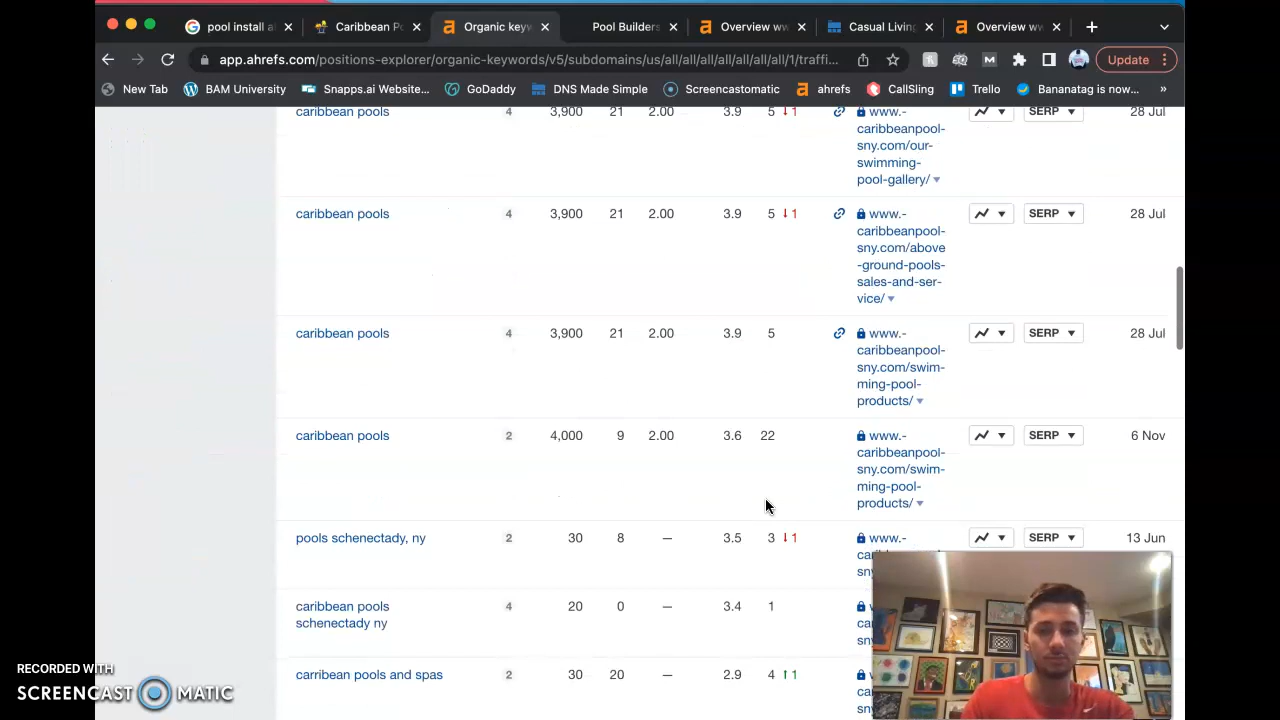 pool install a
Caribbean Po
Organic keyw
Pool Builders
Overview ww
Casual Living
Overview ww
app.ahrefs.com/positions-explorer/organic-keywords/v5/subdomains/us/all/all/all/all/all/all/all/1/traffi...
Update
New Tab
BAM University
Snapps.ai Website...
GoDaddy
DNS Made Simple
Screencastomatic
ahrefs
CallSling
Trello
Bananatag is now...
»
caribbean pools 4 3,900 21 2.00 3.9 5 ↓1 www.- SERP 28 Jul
caribbeanpool-
sny.com/our-
swimming-
pool-gallery/
caribbean pools 4 3,900 21 2.00 3.9 5 ↓1 www.- SERP 28 Jul
caribbeanpool-
sny.com/above
-ground-pools-
sales-and-ser-
vice/
caribbean pools 4 3,900 21 2.00 3.9 5 www.- SERP 28 Jul
caribbeanpool-
sny.com/swim-
ming-pool-
products/
caribbean pools 2 4,000 9 2.00 3.6 22 www.- SERP 6 Nov
caribbeanpool-
sny.com/swim-
ming-pool-
products/
pools schenectady, ny 2 30 8 — 3.5 3 ↓1 www.- SERP 13 Jun
caribbean pools 4 20 0 — 3.4 1
schenectady ny
carribean pools and spas 2 30 20 — 2.9 4 ↑1
RECORDED WITH
SCREENCAST MATIC